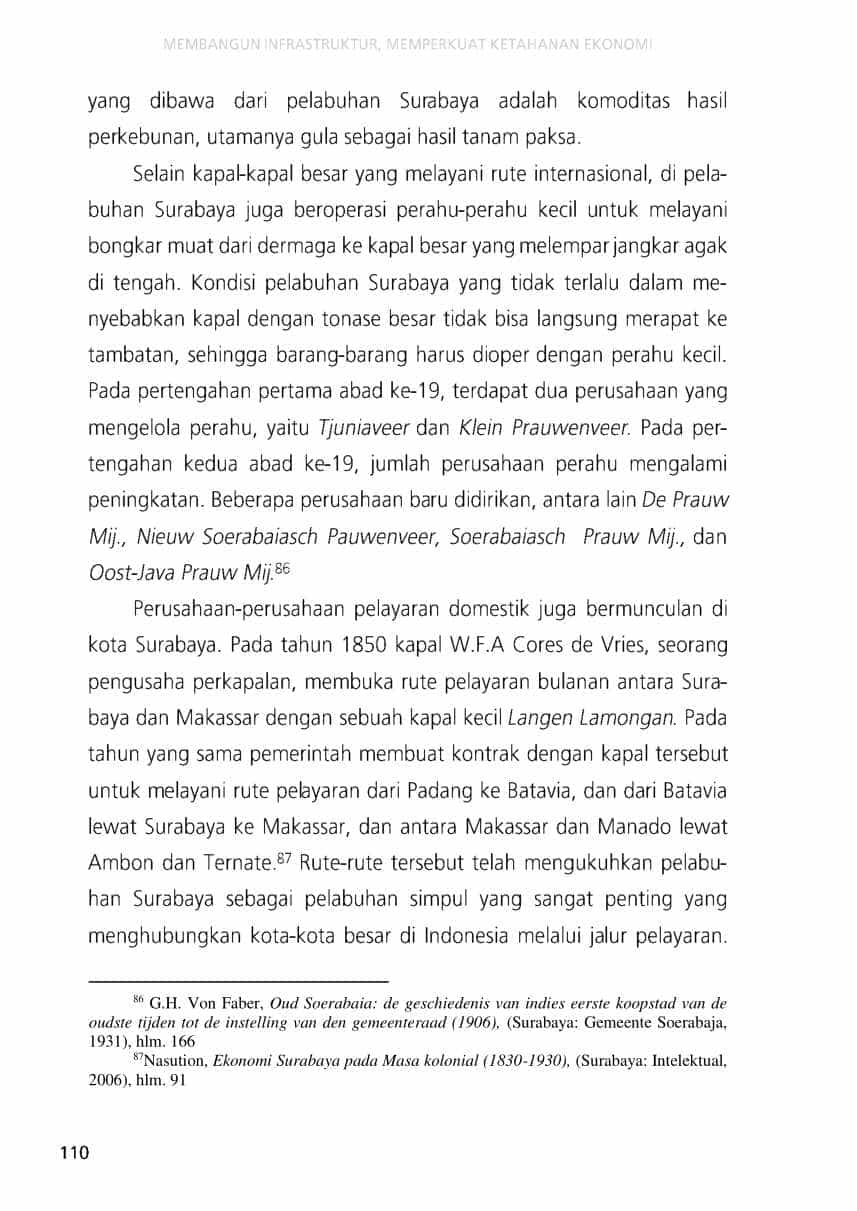 MEMBANGUN INFRASTRUKTUR, MEMPERKUAT KETAHANAN EKONOMI
yang dibawa dari pelabuhan Surabaya adalah komoditas hasil
perkebunan, utamanya gula sebagai hasil tanam paksa.
Selain kapal-kapal besar yang melayani rute internasional, di pela-
buhan Surabaya juga beroperasi perahu-perahu kecil untuk melayani
bongkar muat dari dermaga ke kapal besar yang melempar jangkar agak
di tengah. Kondisi pelabuhan Surabaya yang tidak terlalu dalam me-
nyebabkan kapal dengan tonase besar tidak bisa langsung merapat ke
tambatan, sehingga barang-barang harus dioper dengan perahu kecil.
Pada pertengahan pertama abad ke-19, terdapat dua perusahaan yang
mengelola perahu, yaitu Tjuniaveer dan Klein Prauwenveer. Pada per-
tengahan kedua abad ke-19, jumlah perusahaan perahu mengalami
peningkatan. Beberapa perusahaan baru didirikan, antara lain De Prauw
Mij., Nieuw Soerabaiasch Pauwenveer, Soerabaiasch Prauw Mij., dan
Oost-Java Prauw Mij.86
Perusahaan-perusahaan pelayaran domestik juga bermunculan di
kota Surabaya. Pada tahun 1850 kapal W.F.A Cores de Vries, seorang
pengusaha perkapalan, membuka rute pelayaran bulanan antara Sura-
baya dan Makassar dengan sebuah kapal kecil Langen Lamongan. Pada
tahun yang sama pemerintah membuat kontrak dengan kapal tersebut
untuk melayani rute pelayaran dari Padang ke Batavia, dan dari Batavia
lewat Surabaya ke Makassar, dan antara Makassar dan Manado lewat
Ambon dan Ternate.87 Rute-rute tersebut telah mengukuhkan pelabu-
han Surabaya sebagai pelabuhan simpul yang sangat penting yang
menghubungkan kota-kota besar di Indonesia melalui jalur pelayaran.
86 G.H. Von Faber, Oud Soerabaia: de geschiedenis van indies eerste koopstad van de
oudste tijden tot de instelling van den gemeenteraad (1906), (Surabaya: Gemeente Soerabaja,
1931), hlm. 166
87Nasution, Ekonomi Surabaya pada Masa kolonial (1830-1930), (Surabaya: Intelektual,
2006), hlm. 91
110